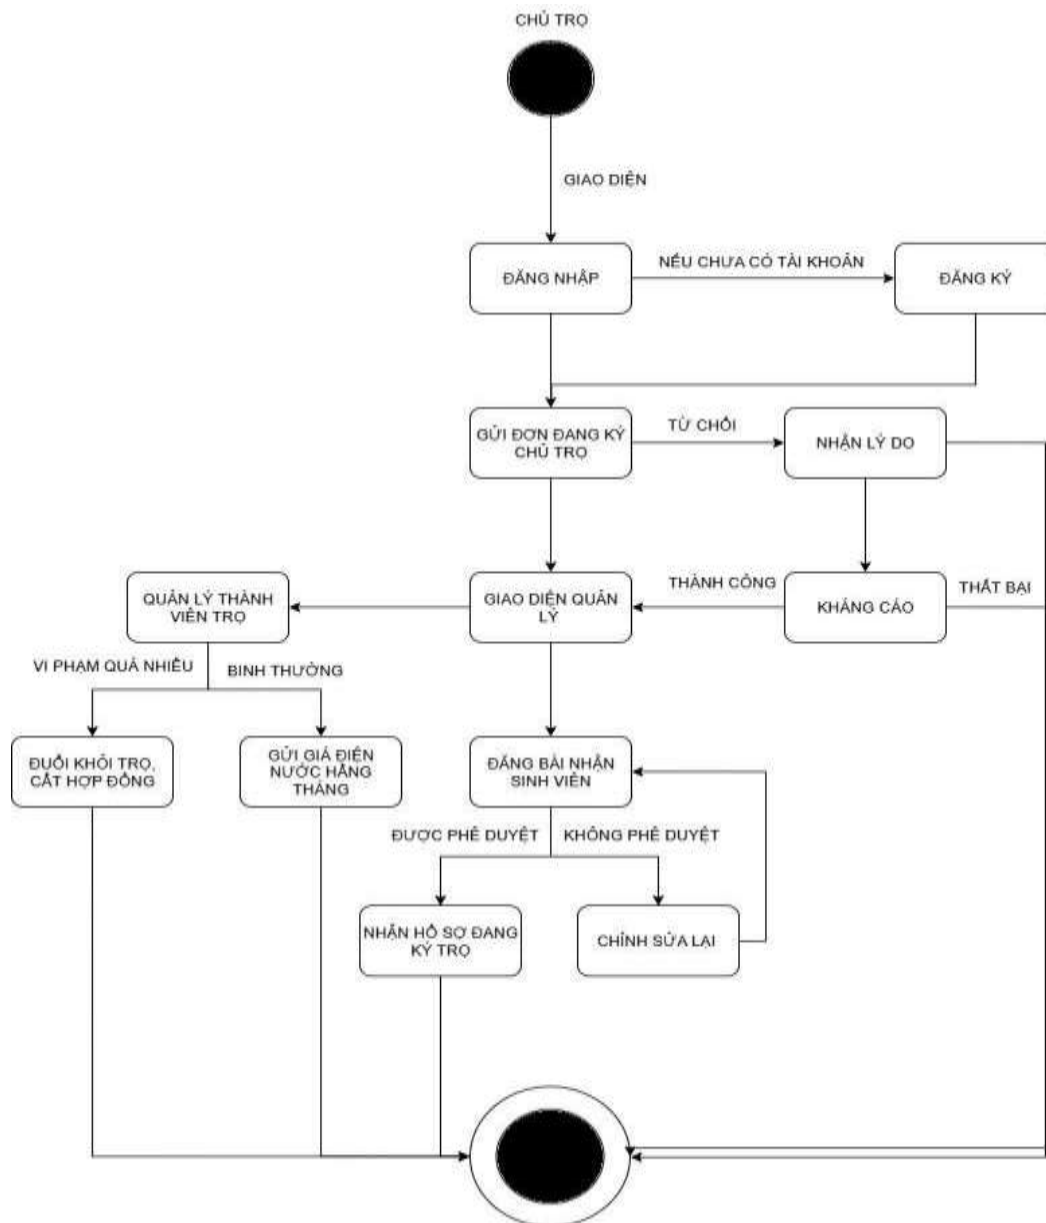 CHỦ TRỌ
GIAO DIỆN
ĐĂNG NHẬP
NẾU CHƯA CÓ TÀI KHOẢN
ĐĂNG KÝ
GỬI ĐƠN ĐANG KÝ
CHỦ TRỌ
TỪ CHỐI
NHẬN LÝ DO
QUẢN LÝ THÀNH
VIÊN TRỌ
GIAO DIỆN QUẢN
LÝ
THÀNH CÔNG
KHÁNG CÁO
THẤT BẠI
VI PHẠM QUÁ NHIỀU
BINH THƯỜNG
ĐUỔI KHỎI TRỌ,
CẮT HỢP ĐỒNG
GỬI GIÁ ĐIỆN
NƯỚC HẰNG
THÁNG
ĐĂNG BÀI NHẬN
SINH VIÊN
ĐƯỢC PHÊ DUYỆT
KHÔNG PHÊ DUYỆT
NHẬN HỒ SƠ ĐANG
KÝ TRỌ
CHỈNH SỬA LẠI